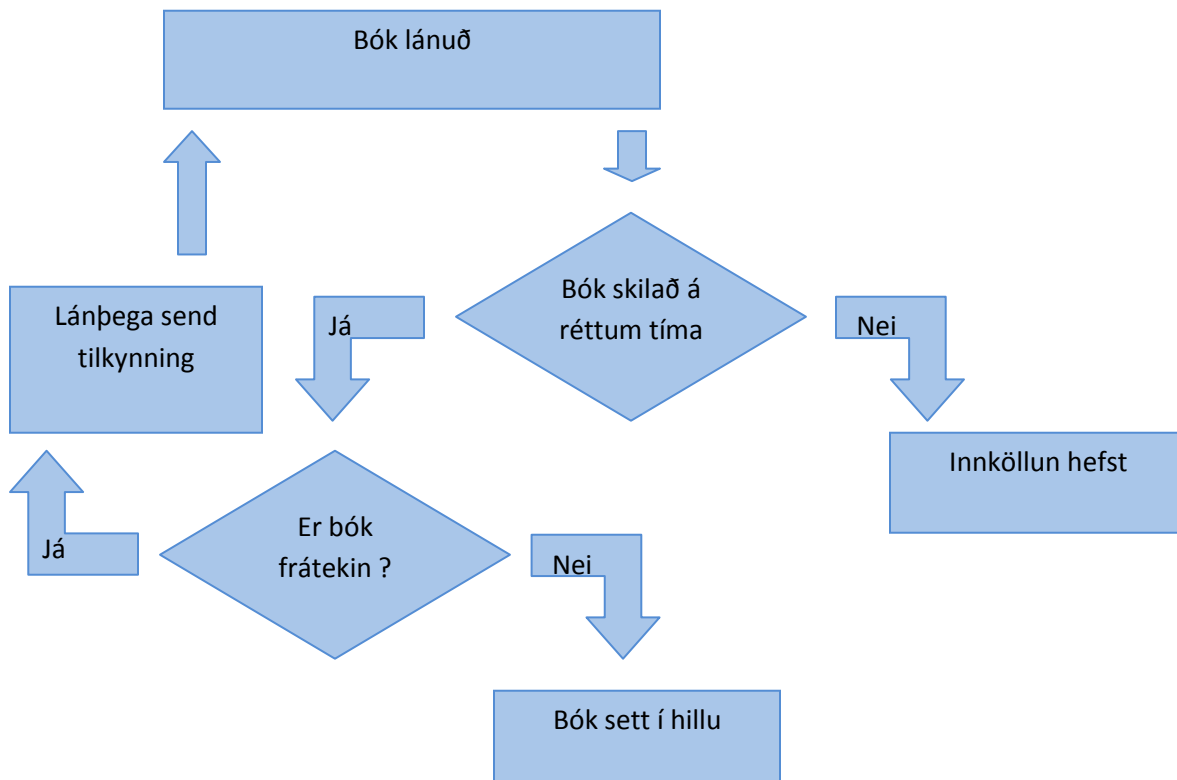 Bók lánuð
Bók skilað á
réttum tíma
Já
Nei
Lánþega send
tilkynning
Innköllun hefst
Er bók
frátekin ?
Já
Nei
Bók sett í hillu